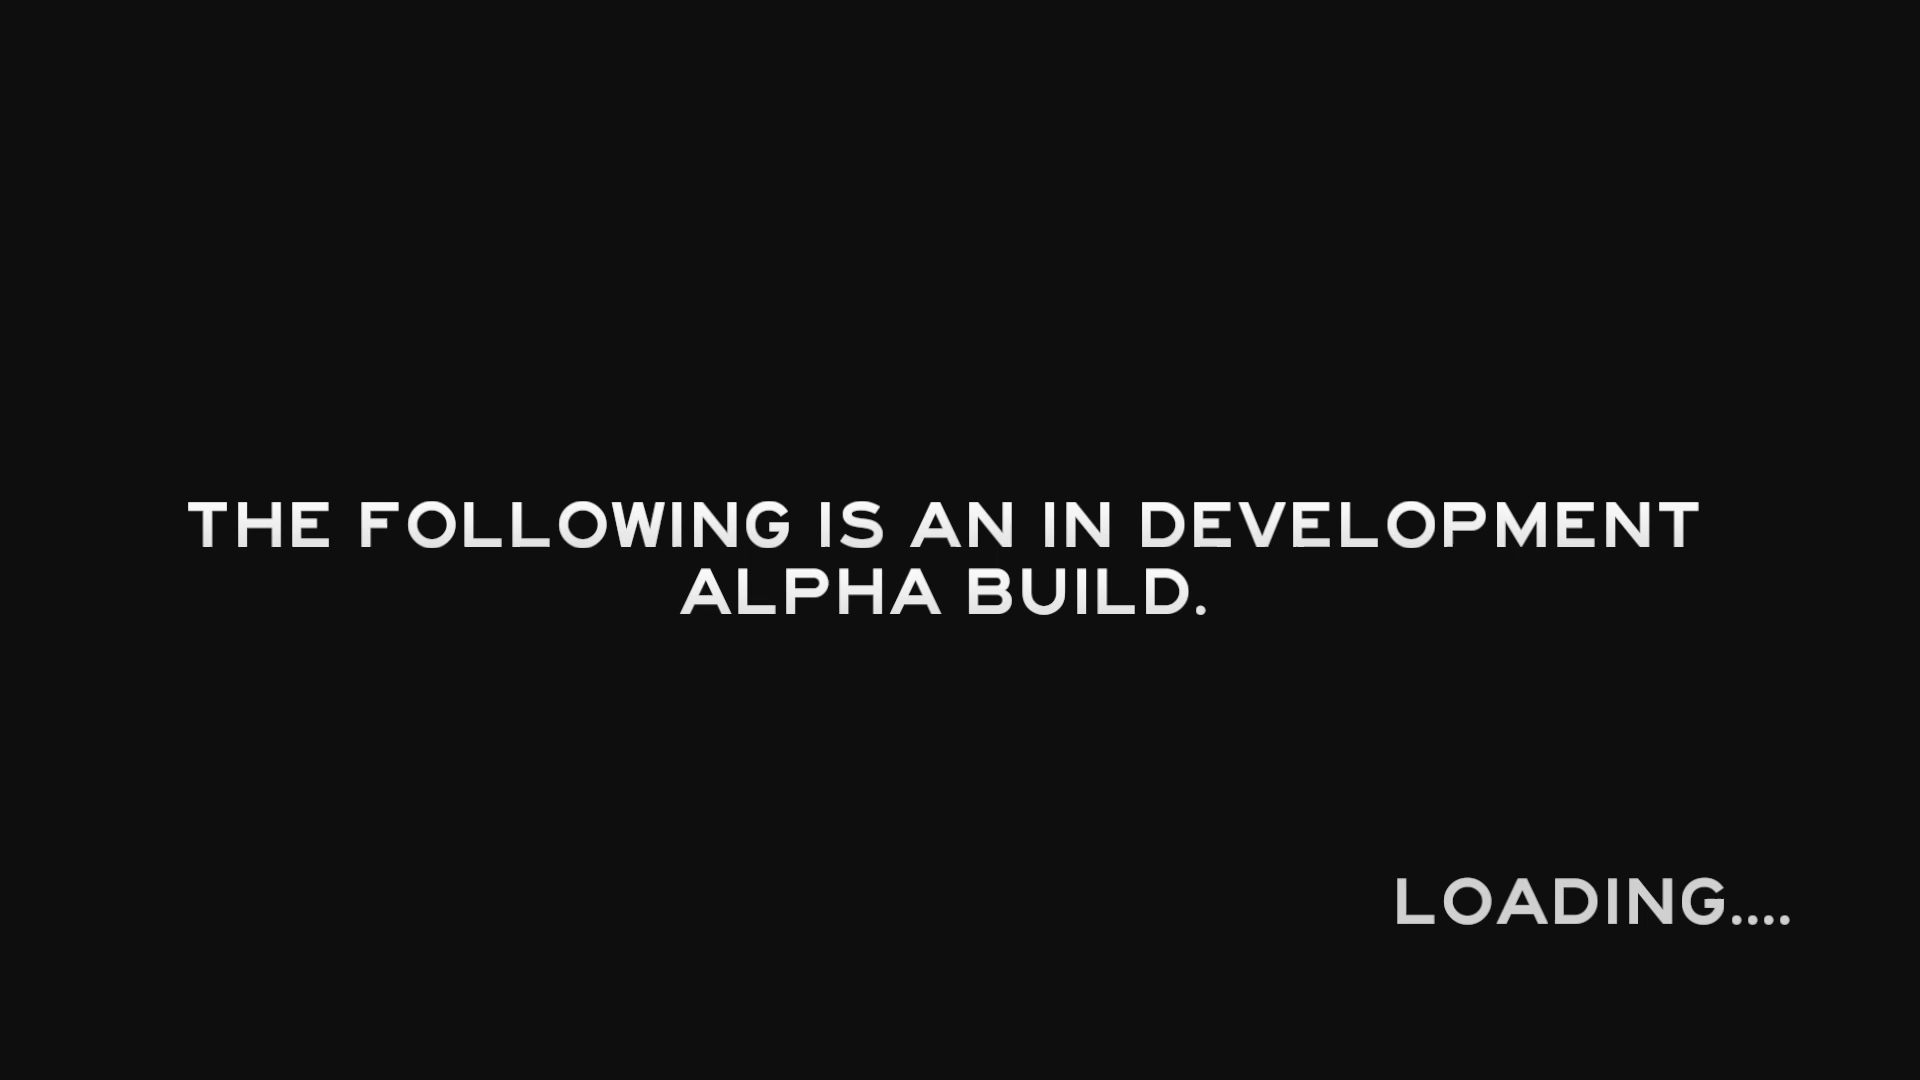 THE FOLLOWING IS AN IN DEVELOPMENT
ALPHA BUILD.
LOADING....